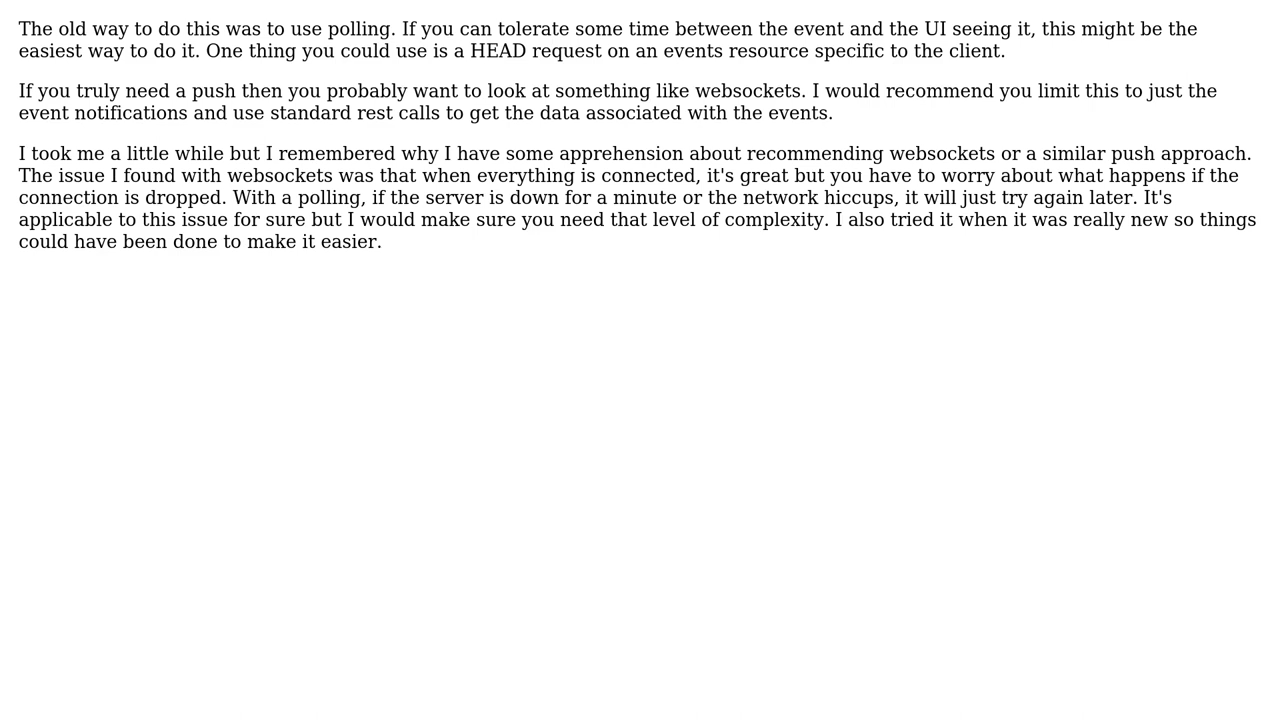 The old way to do this was to use polling. If you can tolerate some time between the event and the UI seeing it, this might be the
easiest way to do it. One thing you could use is a HEAD request on an events resource specific to the client.
If you truly need a push then you probably want to look at something like websockets. I would recommend you limit this to just the
event notifications and use standard rest calls to get the data associated with the events.
I took me a little while but I remembered why I have some apprehension about recommending websockets or a similar push approach.
The issue I found with websockets was that when everything is connected, it's great but you have to worry about what happens if the
connection is dropped. With a polling, if the server is down for a minute or the network hiccups, it will just try again later. It's
applicable to this issue for sure but I would make sure you need that level of complexity. I also tried it when it was really new so things
could have been done to make it easier.